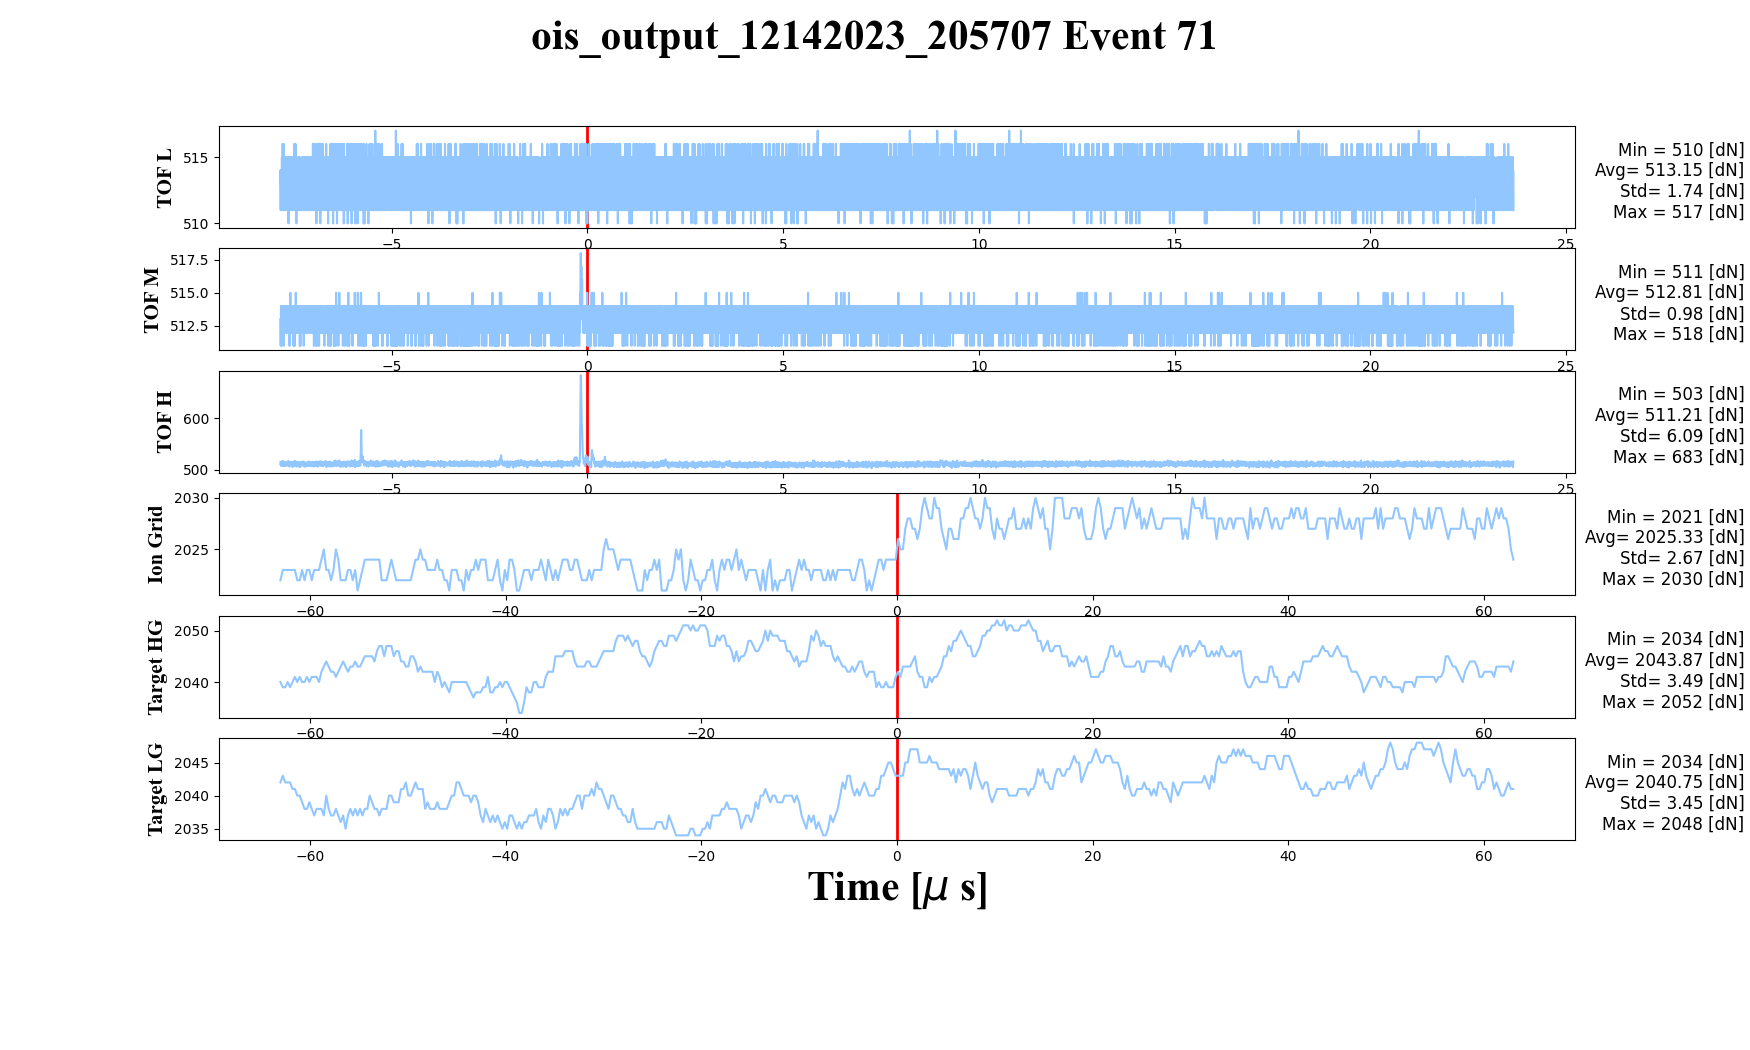 ois_output_12142023_205707 Event 71
TOF L
515
510
−5 0 5 10 15 20 25
Min = 510 [dN]
Avg= 513.15 [dN]
Std= 1.74 [dN]
Max = 517 [dN]
TOF M
517.5
515.0
512.5
−5 0 5 10 15 20 25
Min = 511 [dN]
Avg= 512.81 [dN]
Std= 0.98 [dN]
Max = 518 [dN]
TOF H
600
500
−5 0 5 10 15 20 25
Min = 503 [dN]
Avg= 511.21 [dN]
Std= 6.09 [dN]
Max = 683 [dN]
Ion Grid
2030
2025
−60 −40 −20 0 20 40 60
Min = 2021 [dN]
Avg= 2025.33 [dN]
Std= 2.67 [dN]
Max = 2030 [dN]
Target HG
2050
2040
−60 −40 −20 0 20 40 60
Min = 2034 [dN]
Avg= 2043.87 [dN]
Std= 3.49 [dN]
Max = 2052 [dN]
Target LG
2045
2040
2035
−60 −40 −20 0 20 40 60
Min = 2034 [dN]
Avg= 2040.75 [dN]
Std= 3.45 [dN]
Max = 2048 [dN]
Time [μ s]